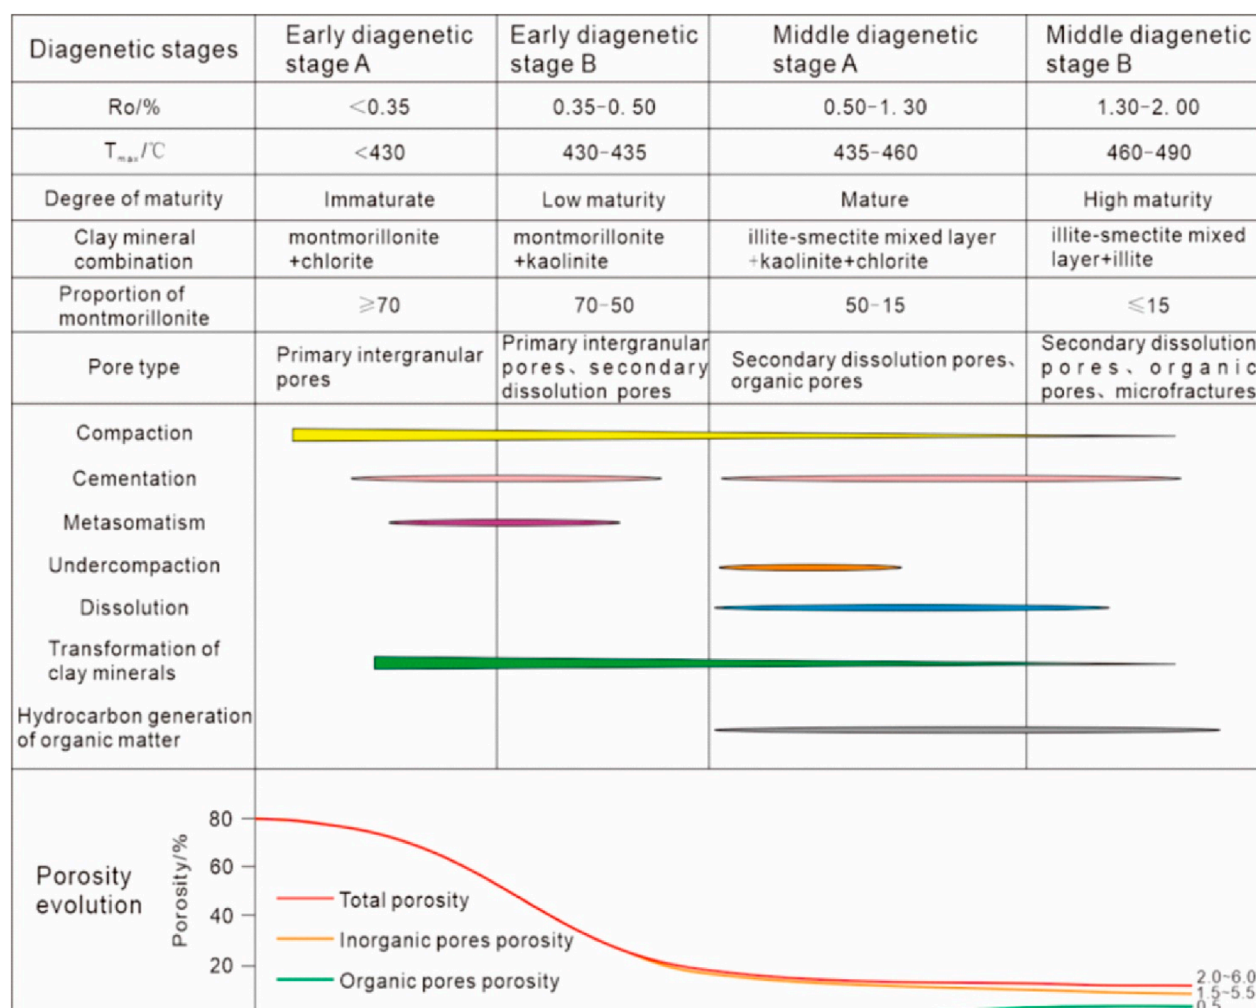 Diagenetic stages
Early diagenetic
stage A
Early diagenetic
stage B
Middle diagenetic
stage A
Middle diagenetic
stage B
Ro/%
<0.35
0.35-0.50
0.50-1.30
1.30-2.00
Tmax/℃
<430
430-435
435-460
460-490
Degree of maturity
Immaturate
Low maturity
Mature
High maturity
Clay mineral
combination
montmorillonite
+chlorite
montmorillonite
+kaolinite
illite-smectite mixed layer
+kaolinite+chlorite
illite-smectite mixed
layer+illite
Proportion of
montmorillonite
≥70
70-50
50-15
≤15
Pore type
Primary intergranular
pores
Primary intergranular
pores、secondary
dissolution pores
Secondary dissolution pores、
organic pores
Secondary dissolution
pores、organic
pores、microfractures
Compaction
Cementation
Metasomatism
Undercompaction
Dissolution
Transformation of
clay minerals
Hydrocarbon generation
of organic matter
Porosity
evolution
Porosity/%
80
60
40
20
Total porosity
Inorganic pores porosity
Organic pores porosity
2.0~6.0
1.5~5.5
0.5